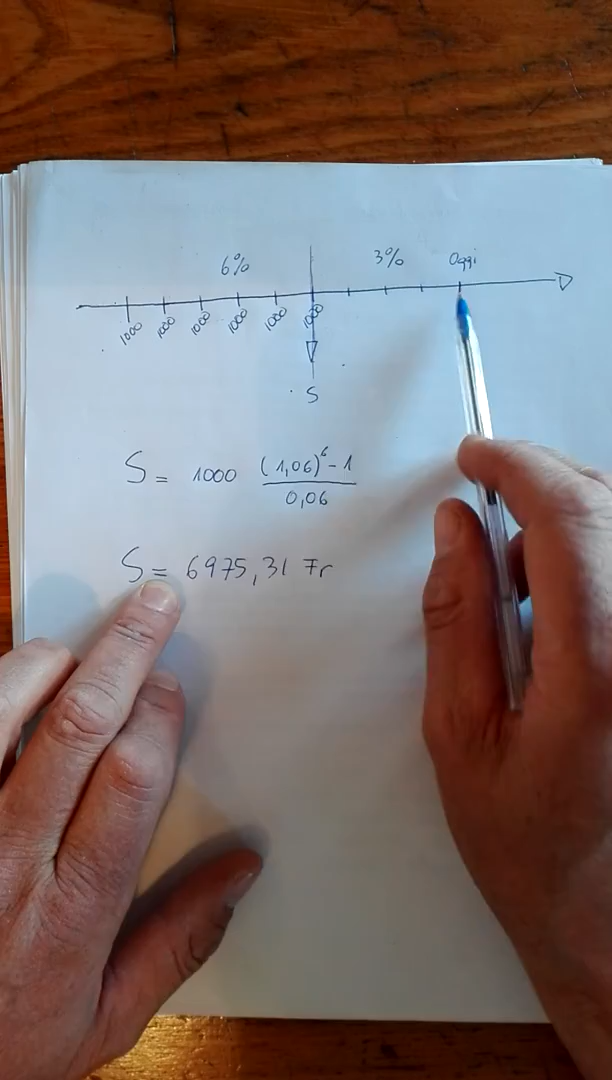 6% 3% Oggi
1000 1000 1000 1000 1000 1000
S
S = 1000 (1,06)^6 - 1
0,06
S = 6975,31 Fr